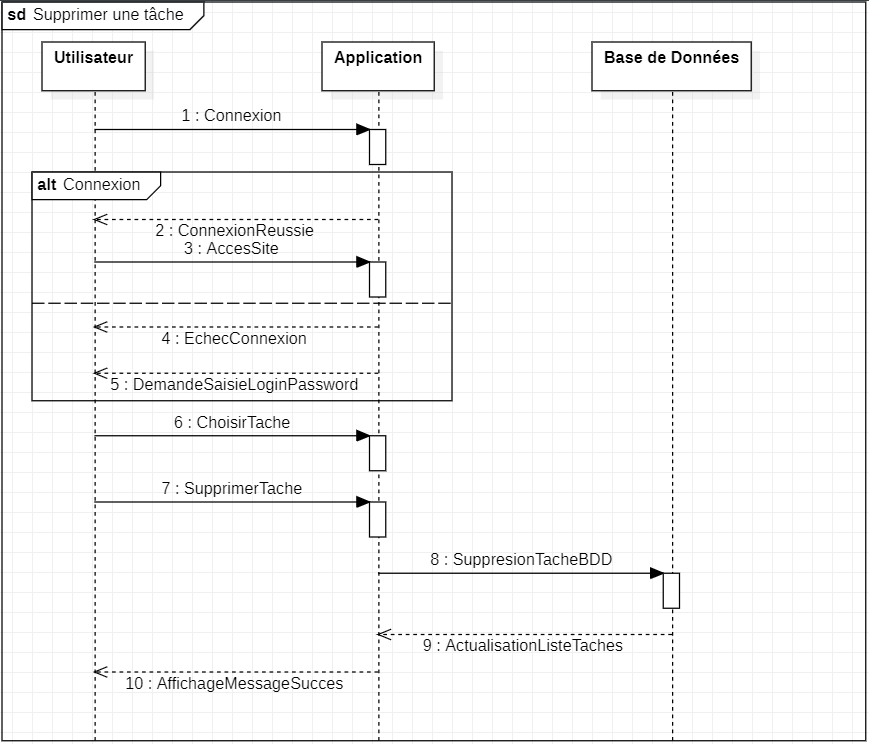 sd Supprimer une tâche
Utilisateur
Application
Base de Données
1 : Connexion
alt Connexion
2 : ConnexionReussie
3 : AccesSite
4 : EchecConnexion
5 : DemandeSaisieLoginPassword
6 : ChoisirTache
7 : SupprimerTache
8 : SuppresionTacheBDD
9 : ActualisationListeTaches
10 : AffichageMessageSucces